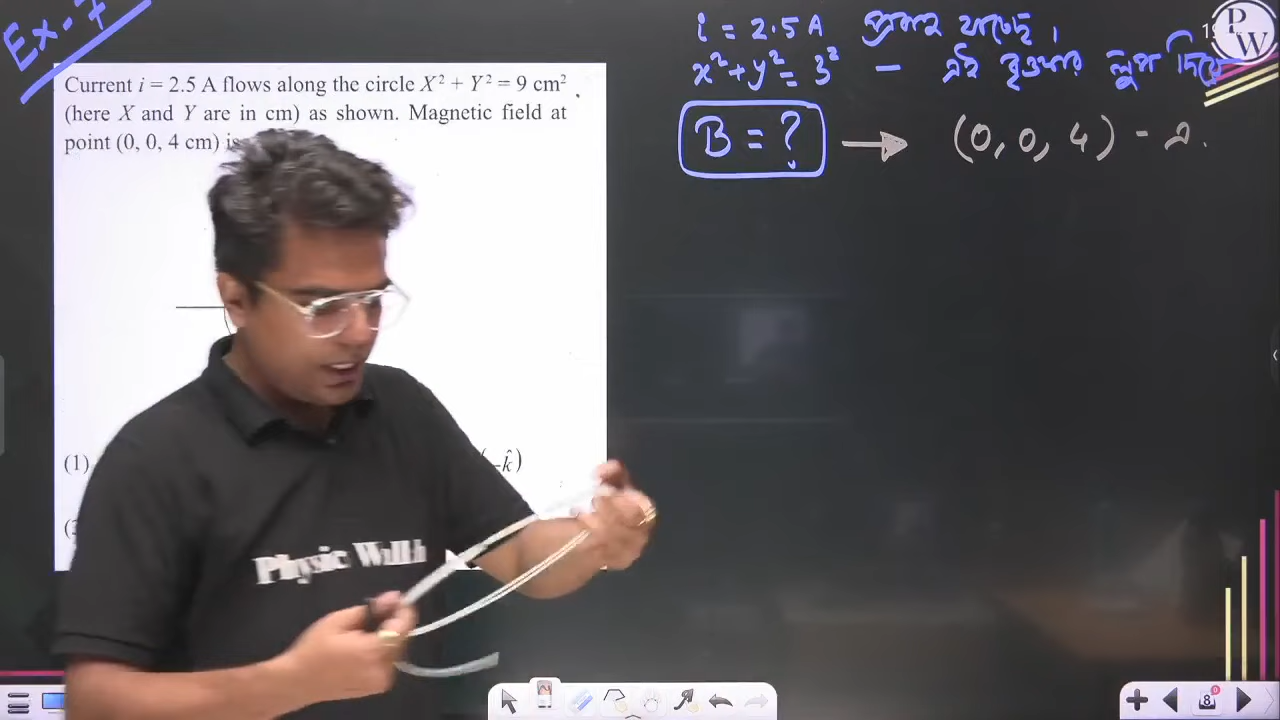 Ex. 7
i = 2.5 A প্রবাহ যাচ্ছে।
x² + y² = 3² — এই বৃত্তাকার লুপ দিয়ে
B = ? → (0, 0, 4) - এ.
PW
Current i = 2.5 A flows along the circle X² + Y² = 9 cm²
(here X and Y are in cm) as shown. Magnetic field at
point (0, 0, 4 cm) is
(1)
k̂)
Physic Wallah
8